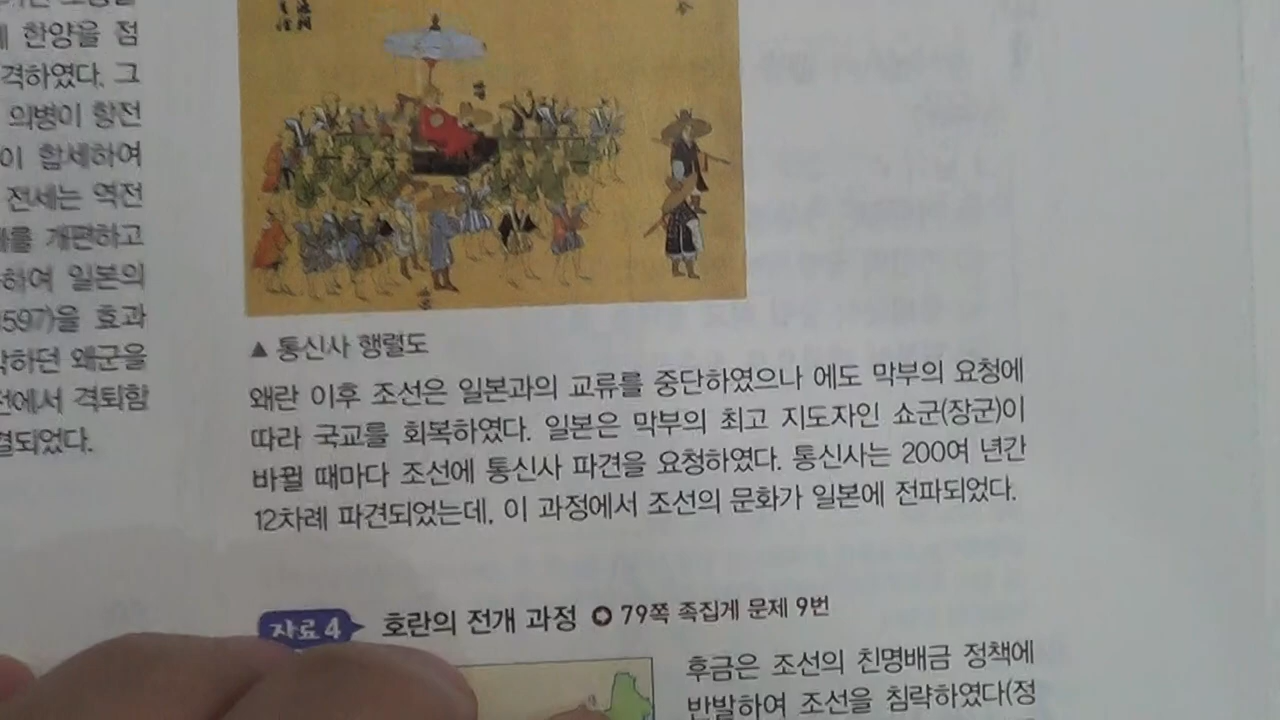 한양을 점
격하였다. 그
의병이 항전
이 합세하여
전세는 역전
를 개편하고
하여 일본의
597)을 효과
하던 왜군을
에서 격퇴함
되었다.
▲ 통신사 행렬도
왜란 이후 조선은 일본과의 교류를 중단하였으나 에도 막부의 요청에
따라 국교를 회복하였다. 일본은 막부의 최고 지도자인 쇼군(장군)이
바뀔 때마다 조선에 통신사 파견을 요청하였다. 통신사는 200여 년간
12차례 파견되었는데, 이 과정에서 조선의 문화가 일본에 전파되었다.
자료 4 호란의 전개 과정 79쪽 족집게 문제 9번
후금은 조선의 친명배금 정책에
반발하여 조선을 침략하였다(정